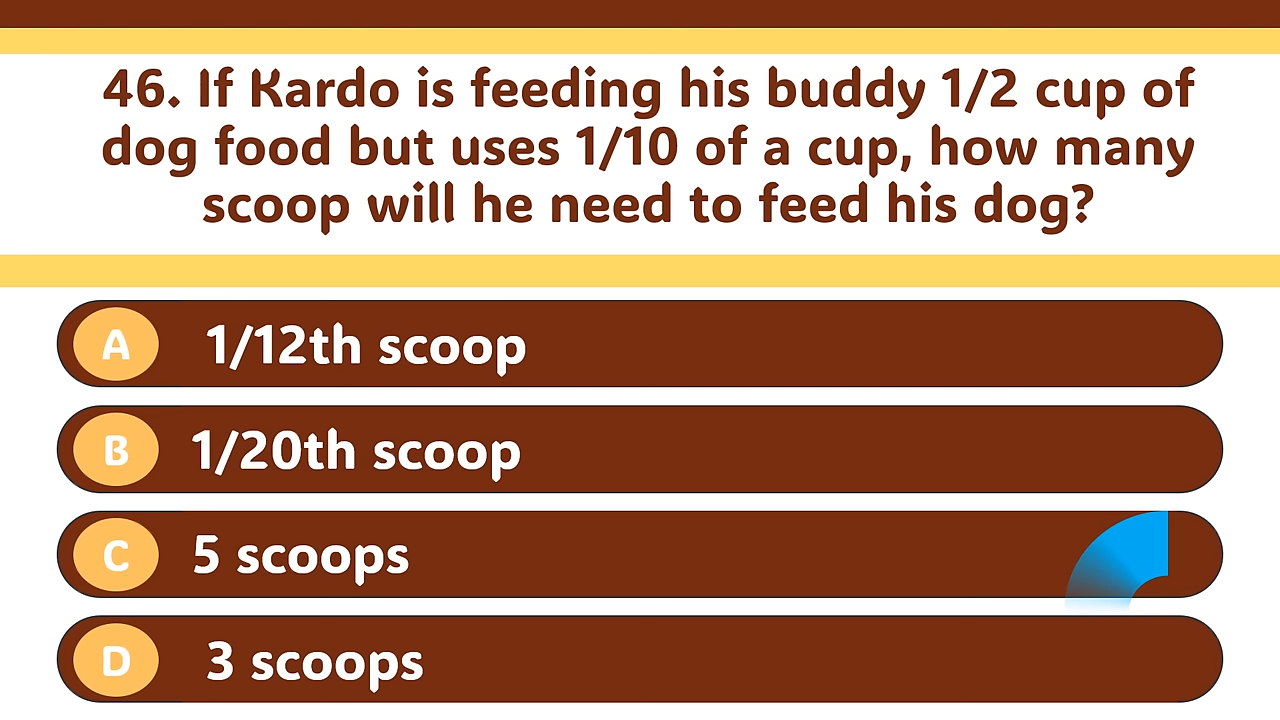 46. If Kardo is feeding his buddy 1/2 cup of
dog food but uses 1/10 of a cup, how many
scoop will he need to feed his dog?
A 1/12th scoop
B 1/20th scoop
C 5 scoops
D 3 scoops